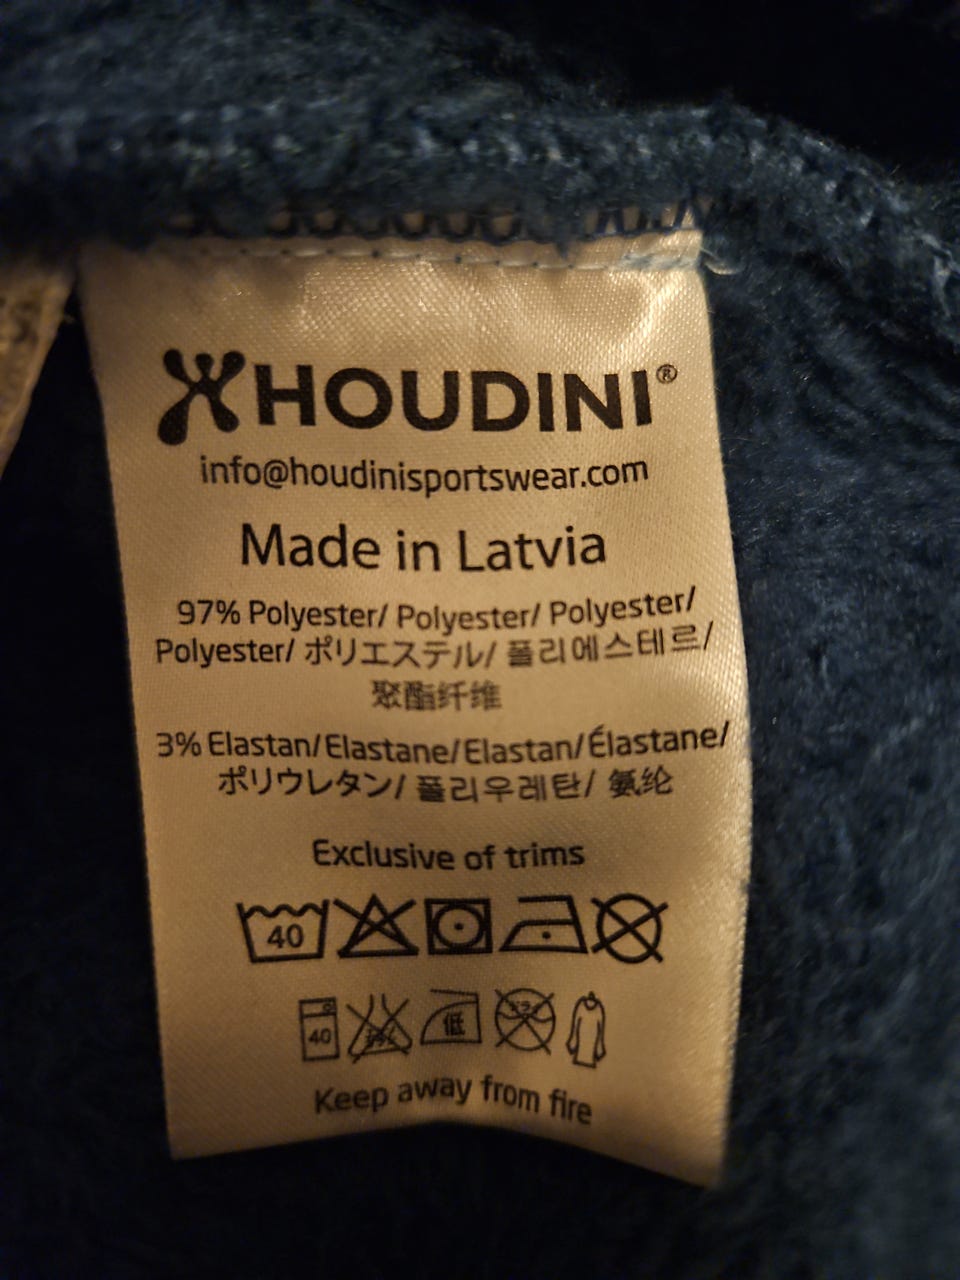 HOUDINI®
info@houdinisportswear.com
Made in Latvia
97% Polyester/ Polyester/ Polyester/
Polyester/ ポリエステル/ 폴리에스테르/
聚酯纤维
3% Elastan/Elastane/Elastan/Élastane/
ポリウレタン/ 폴리우레탄/ 氨纶
Exclusive of trims
40
40 低
Keep away from fire